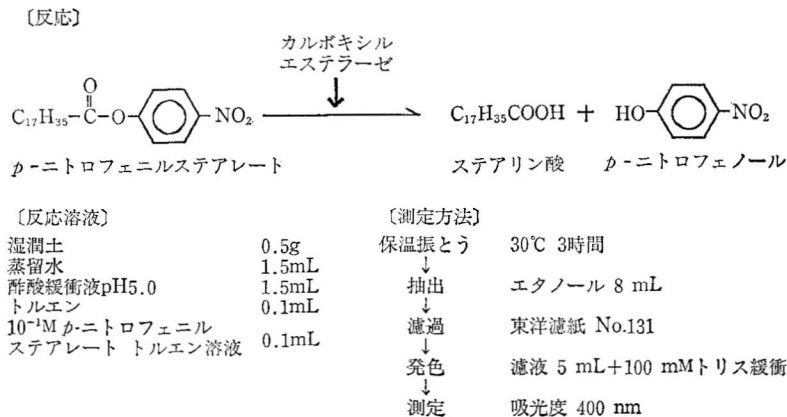 〔反応〕
カルボキシル
エステラーゼ
O
C₁₇H₃₅-C-O- -NO₂ C₁₇H₃₅COOH + HO- -NO₂
p-ニトロフェニルステアレート ステアリン酸 p-ニトロフェノール
〔反応溶液〕
湿潤土 0.5g
蒸留水 1.5mL
酢酸緩衝液pH5.0 1.5mL
トルエン 0.1mL
10⁻¹M p-ニトロフェニル
ステアレート トルエン溶液 0.1mL
〔測定方法〕
保温振とう 30℃ 3時間
↓
抽出 エタノール 8 mL
↓
濾過 東洋濾紙 No.131
↓
発色 濾液 5 mL+100 mMトリス緩衝
↓
測定 吸光度 400 nm